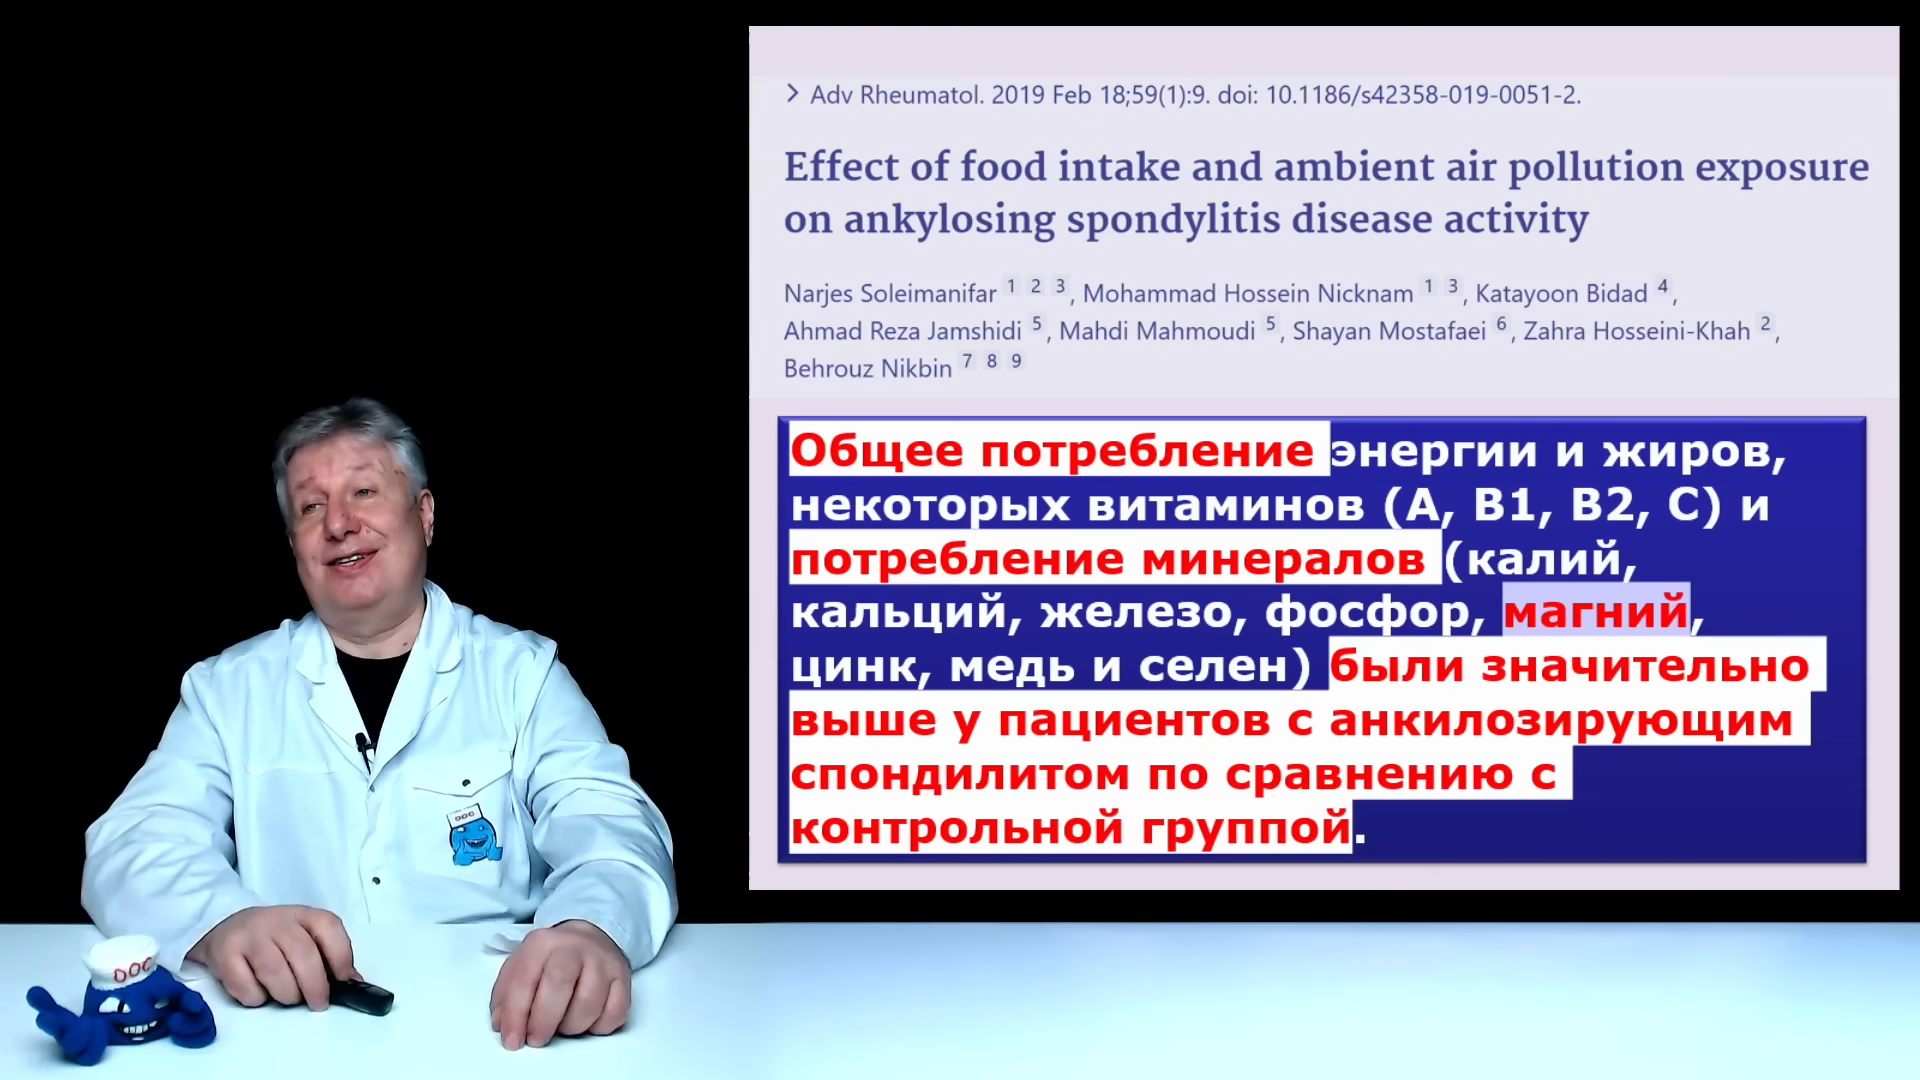 > Adv Rheumatol. 2019 Feb 18;59(1):9. doi: 10.1186/s42358-019-0051-2.
Effect of food intake and ambient air pollution exposure
on ankylosing spondylitis disease activity
Narjes Soleimanifar 1 2 3, Mohammad Hossein Nicknam 1 3, Katayoon Bidad 4,
Ahmad Reza Jamshidi 5, Mahdi Mahmoudi 5, Shayan Mostafaei 6, Zahra Hosseini-Khah 2,
Behrouz Nikbin 7 8 9
Общее потребление энергии и жиров,
некоторых витаминов (A, B1, B2, C) и
потребление минералов (калий,
кальций, железо, фосфор, магний,
цинк, медь и селен) были значительно
выше у пациентов с анкилозирующим
спондилитом по сравнению с
контрольной группой.
DOC
DOC